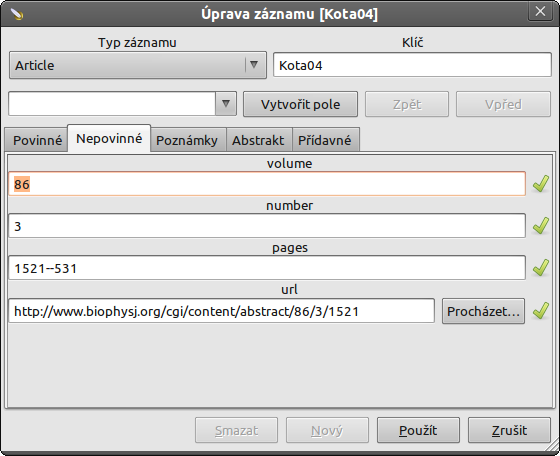 Úprava záznamu [Kota04]
Typ záznamu Klíč
Article Kota04
Vytvořit pole Zpět Vpřed
Povinné Nepovinné Poznámky Abstrakt Přídavné
volume
86
number
3
pages
1521--531
url
http://www.biophysj.org/cgi/content/abstract/86/3/1521 Procházet...
Smazat Nový Použít Zrušit